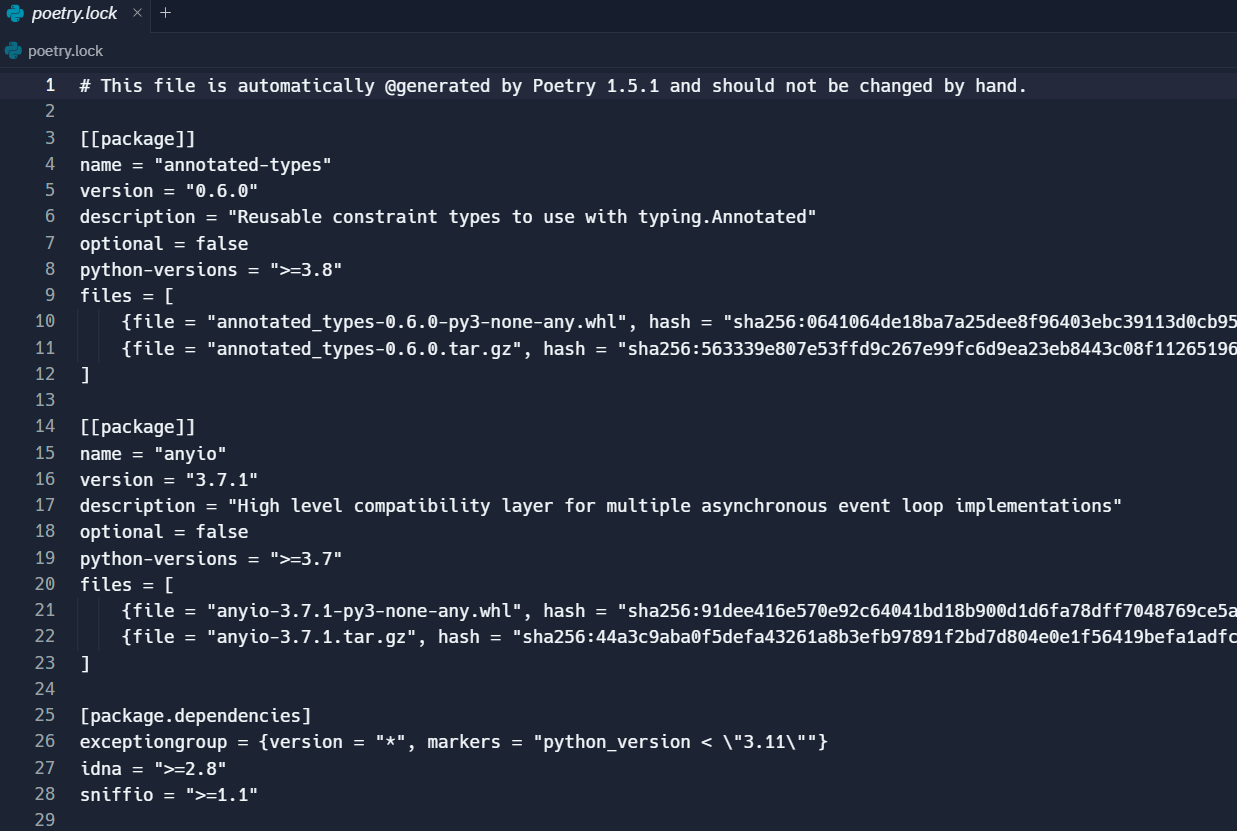 poetry.lock × +
poetry.lock
1 # This file is automatically @generated by Poetry 1.5.1 and should not be changed by hand.
2
3 [[package]]
4 name = "annotated-types"
5 version = "0.6.0"
6 description = "Reusable constraint types to use with typing.Annotated"
7 optional = false
8 python-versions = ">=3.8"
9 files = [
10     {file = "annotated_types-0.6.0-py3-none-any.whl", hash = "sha256:0641064de18ba7a25dee8f96403ebc39113d0cb95
11     {file = "annotated_types-0.6.0.tar.gz", hash = "sha256:563339e807e53ffd9c267e99fc6d9ea23eb8443c08f11265196
12 ]
13
14 [[package]]
15 name = "anyio"
16 version = "3.7.1"
17 description = "High level compatibility layer for multiple asynchronous event loop implementations"
18 optional = false
19 python-versions = ">=3.7"
20 files = [
21     {file = "anyio-3.7.1-py3-none-any.whl", hash = "sha256:91dee416e570e92c64041bd18b900d1d6fa78dff7048769ce5a
22     {file = "anyio-3.7.1.tar.gz", hash = "sha256:44a3c9aba0f5defa43261a8b3efb97891f2bd7d804e0e1f56419befa1adfc
23 ]
24
25 [package.dependencies]
26 exceptiongroup = {version = "*", markers = "python_version < \"3.11\""}
27 idna = ">=2.8"
28 sniffio = ">=1.1"
29